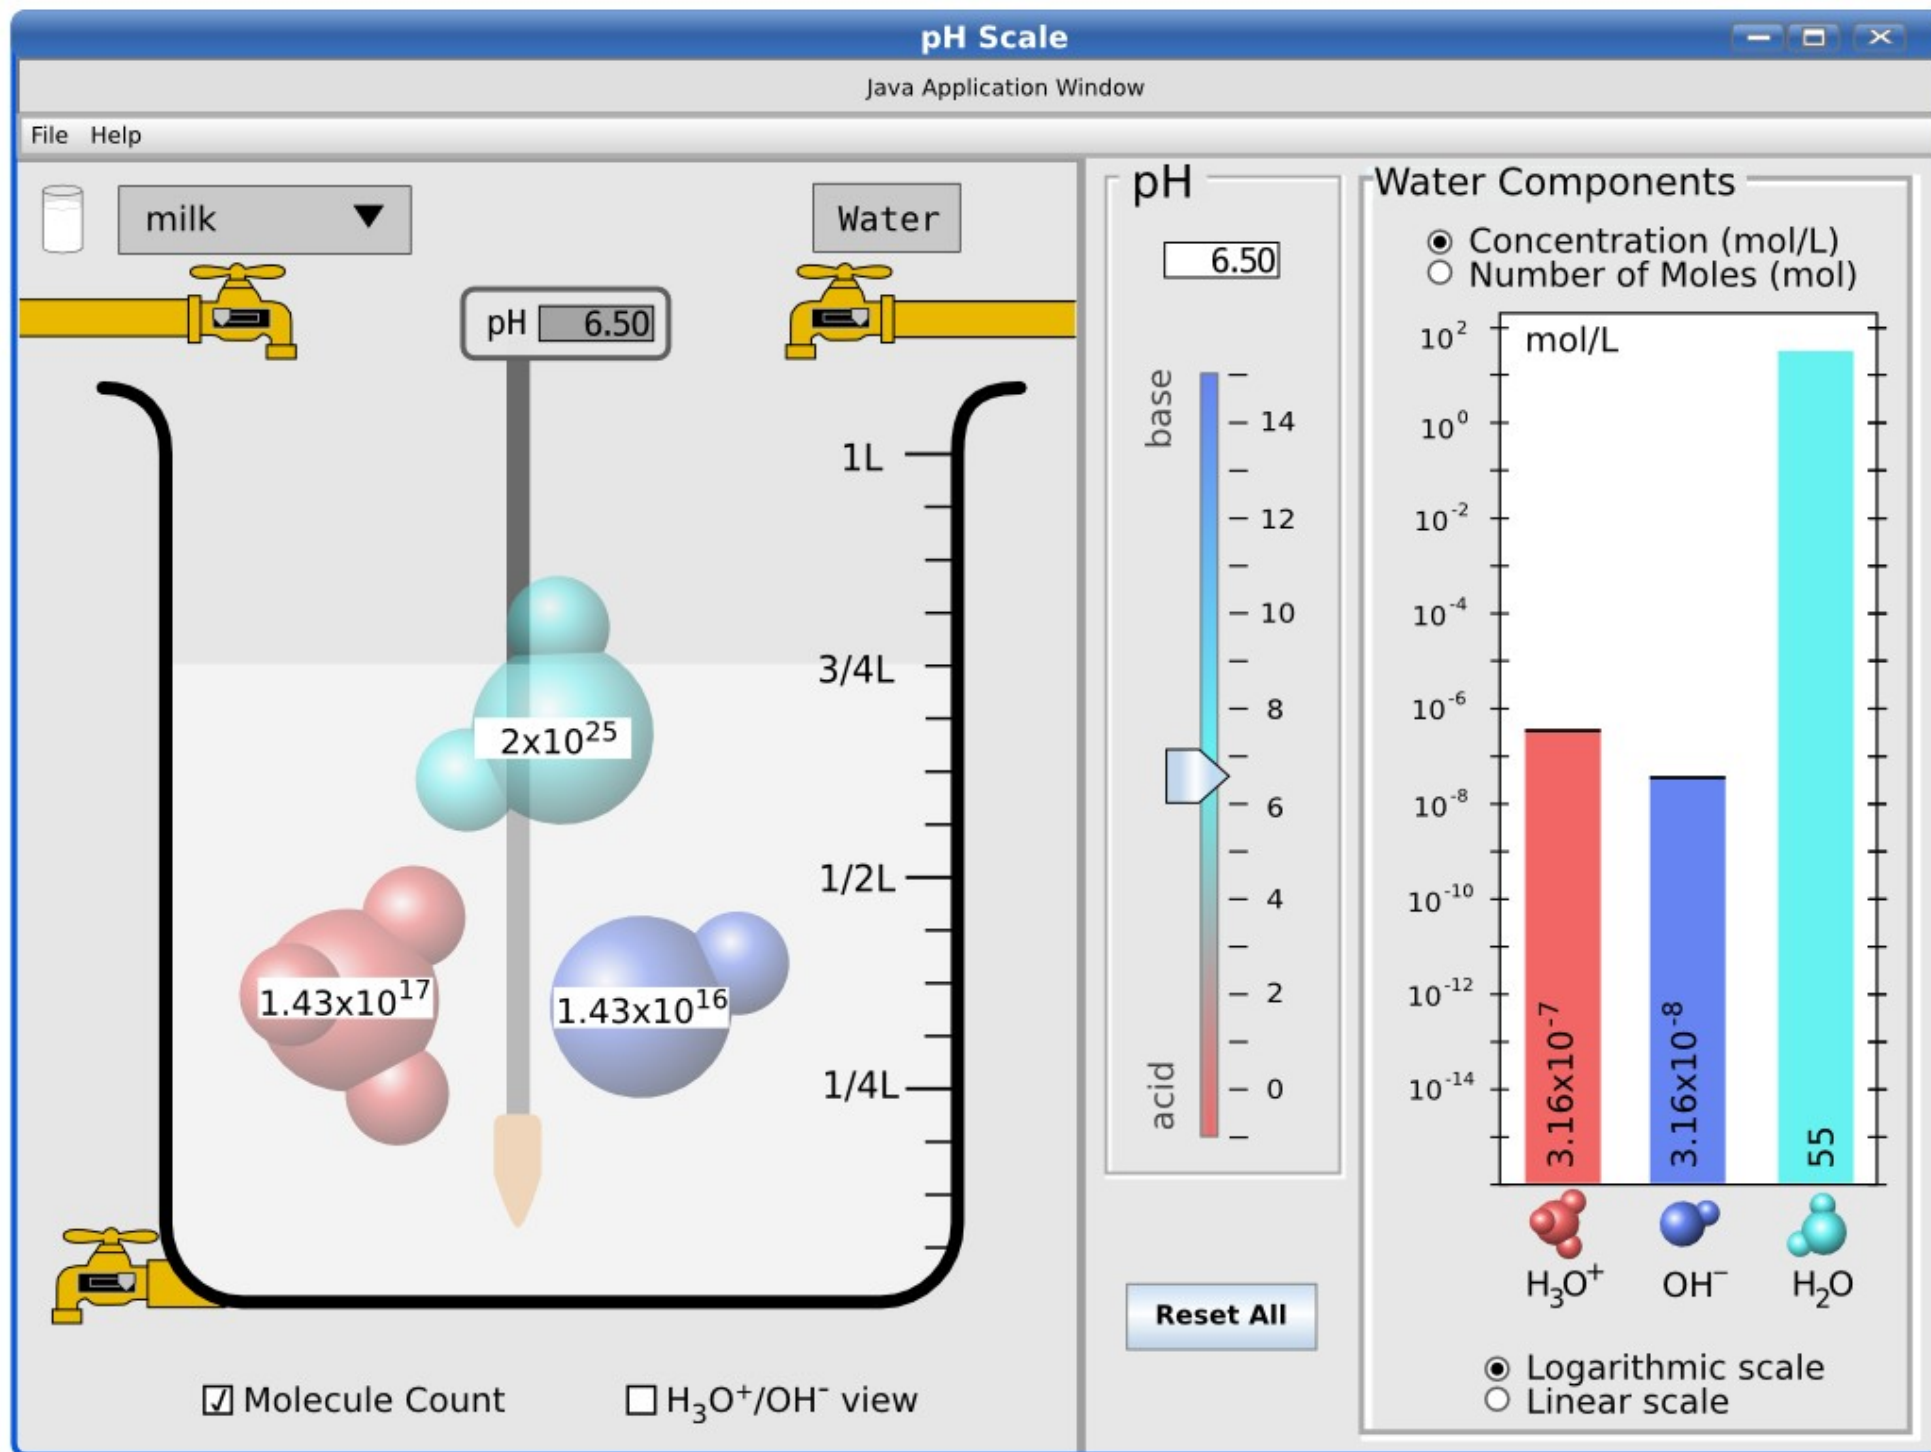 pH Scale
Java Application Window
File Help
milk
Water
pH 6.50
1L
3/4L
1/2L
1/4L
2x10²⁵
1.43x10¹⁷
1.43x10¹⁶
☑ Molecule Count
☐ H₃O⁺/OH⁻ view
pH
6.50
base
14
12
10
8
6
4
2
0
acid
Reset All
Water Components
Concentration (mol/L)
Number of Moles (mol)
mol/L
10²
10⁰
10⁻²
10⁻⁴
10⁻⁶
10⁻⁸
10⁻¹⁰
10⁻¹²
10⁻¹⁴
3.16x10⁻⁷
3.16x10⁻⁸
55
H₃O⁺
OH⁻
H₂O
Logarithmic scale
Linear scale